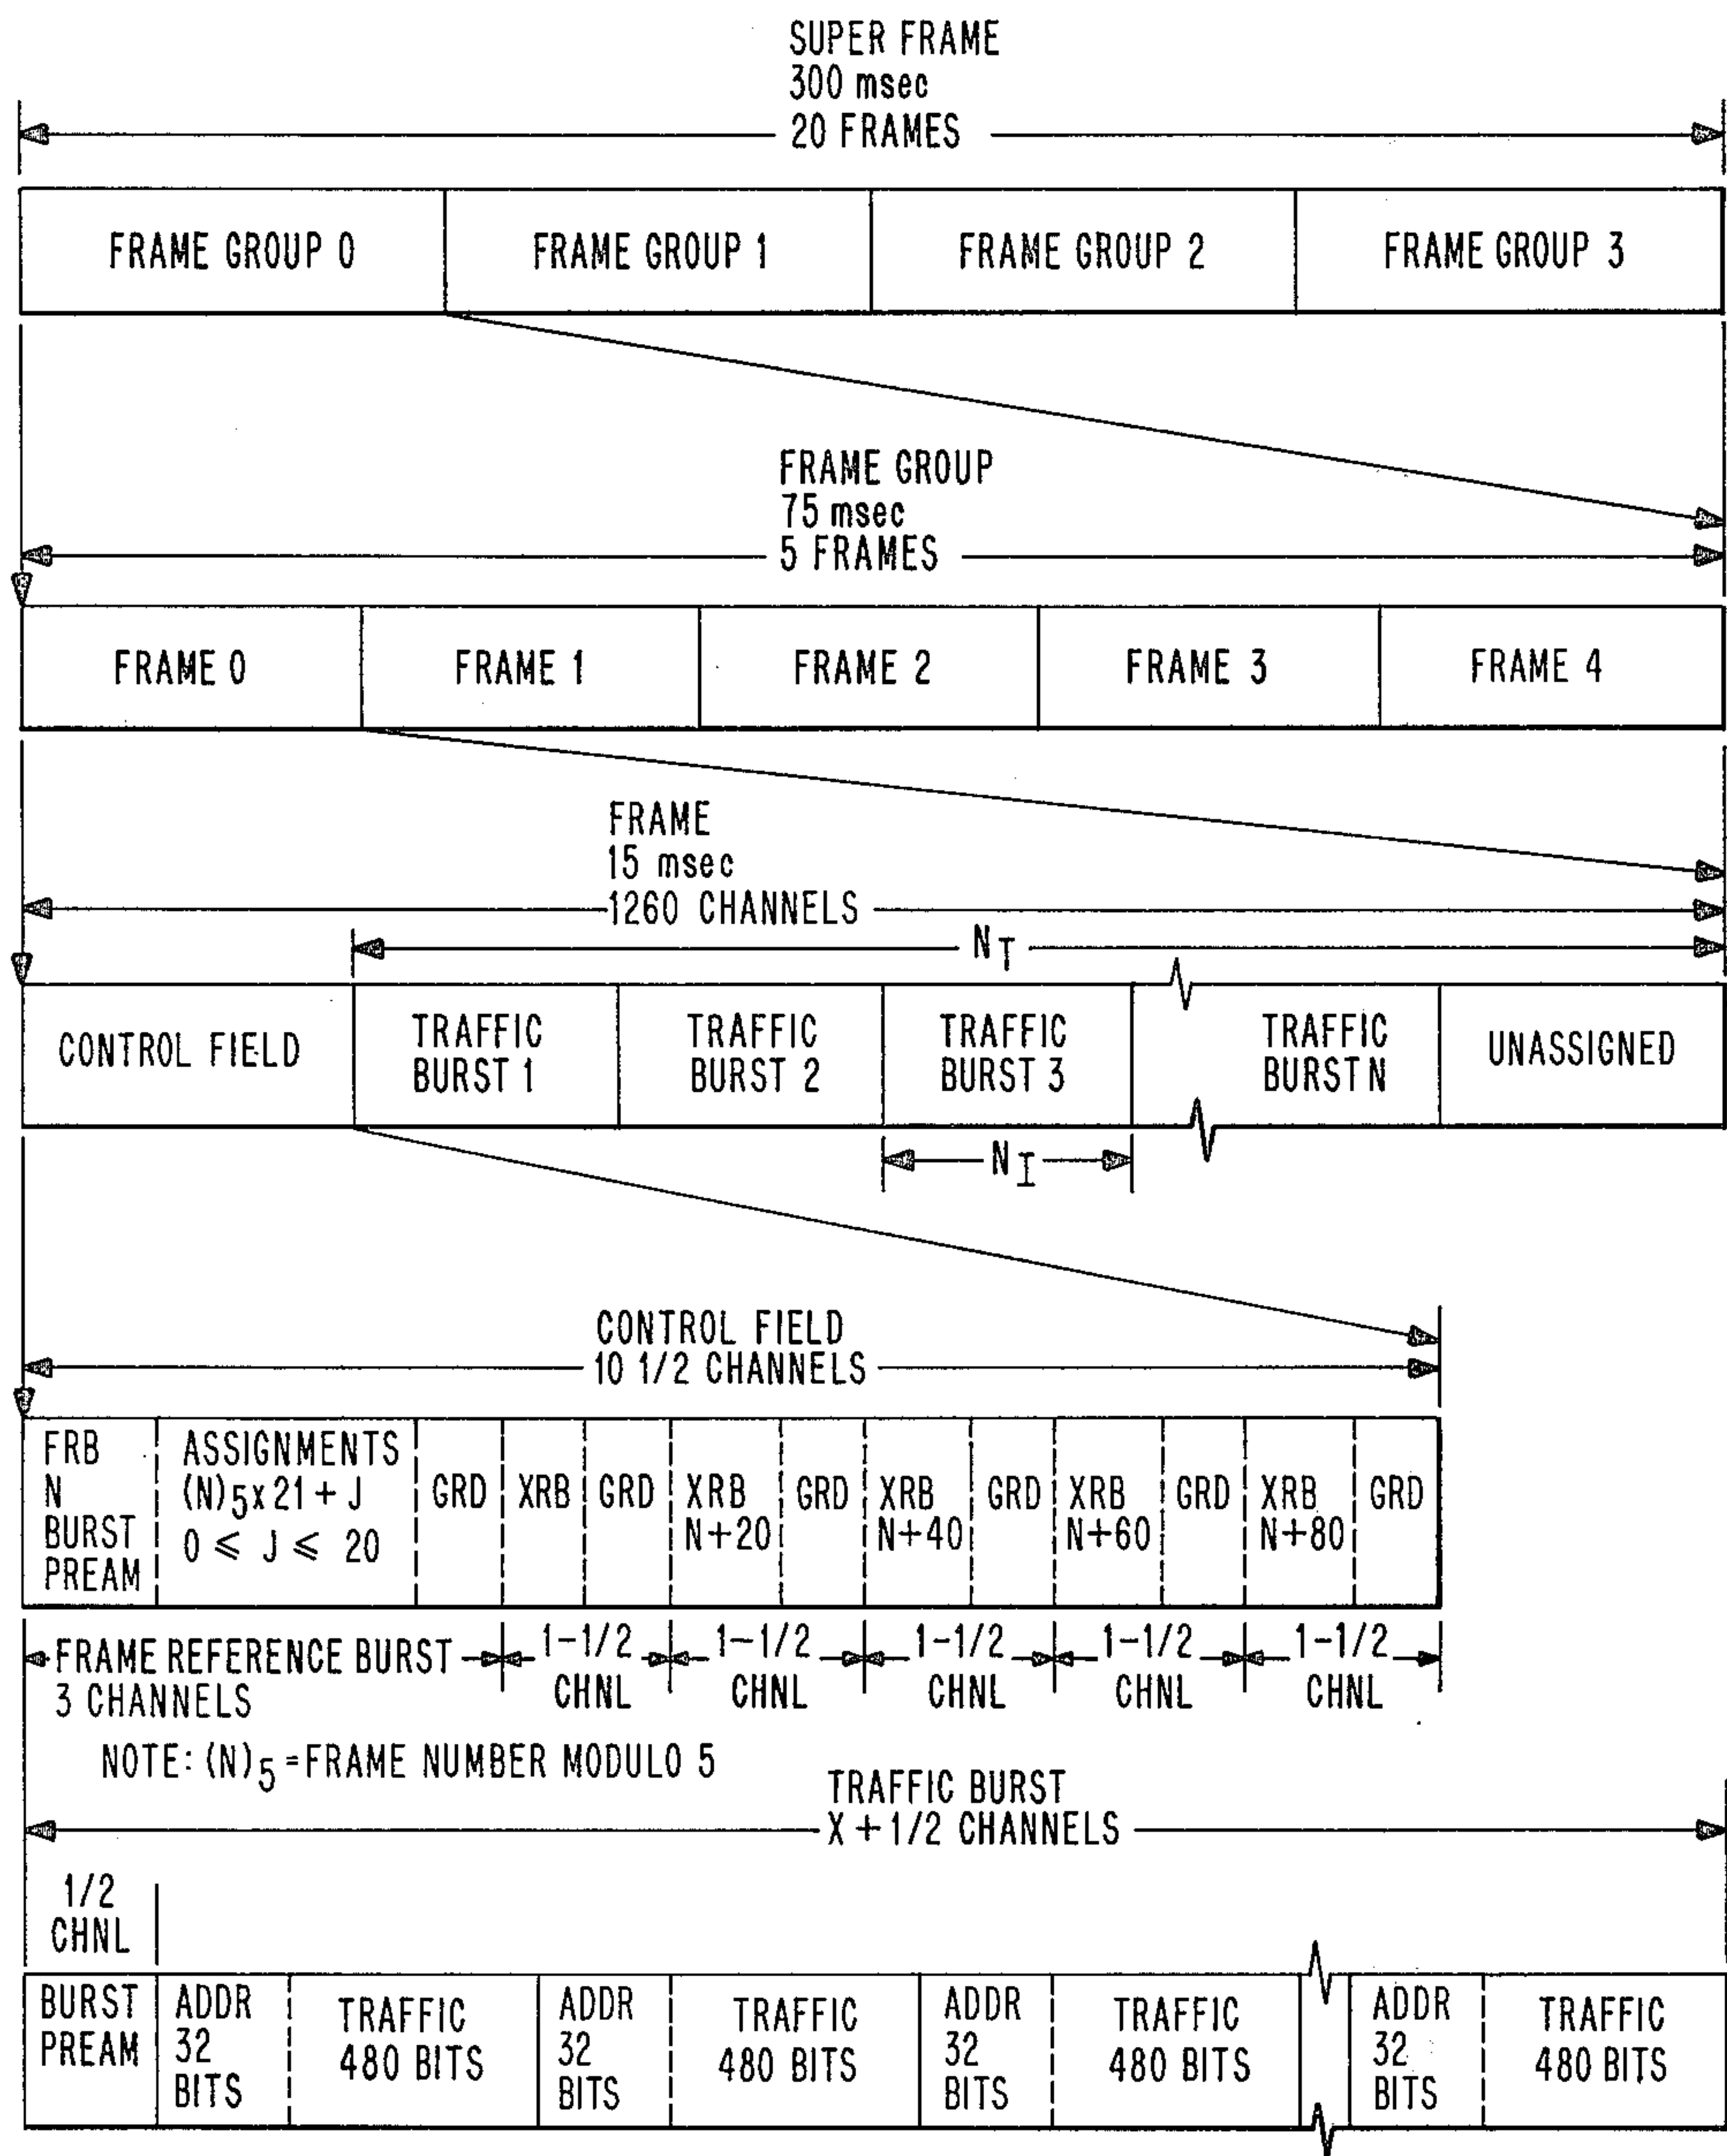 SUPER FRAME
300 msec
20 FRAMES
FRAME GROUP 0
FRAME GROUP 1
FRAME GROUP 2
FRAME GROUP 3
FRAME GROUP
75 msec
5 FRAMES
FRAME 0
FRAME 1
FRAME 2
FRAME 3
FRAME 4
FRAME
15 msec
1260 CHANNELS
NT
CONTROL FIELD
TRAFFIC
BURST 1
TRAFFIC
BURST 2
TRAFFIC
BURST 3
TRAFFIC
BURST N
UNASSIGNED
NI
CONTROL FIELD
10 1/2 CHANNELS
FRB
N
BURST
PREAM
ASSIGNMENTS
(N)5x21+J
0 ≤ J ≤ 20
GRD
XRB
GRD
XRB
N+20
GRD
XRB
N+40
GRD
XRB
N+60
GRD
XRB
N+80
GRD
FRAME REFERENCE BURST
3 CHANNELS
1-1/2
CHNL
1-1/2
CHNL
1-1/2
CHNL
1-1/2
CHNL
1-1/2
CHNL
NOTE: (N)5=FRAME NUMBER MODULO 5
TRAFFIC BURST
X+1/2 CHANNELS
1/2
CHNL
BURST
PREAM
ADDR
32
BITS
TRAFFIC
480 BITS
ADDR
32
BITS
TRAFFIC
480 BITS
ADDR
32
BITS
TRAFFIC
480 BITS
ADDR
32
BITS
TRAFFIC
480 BITS